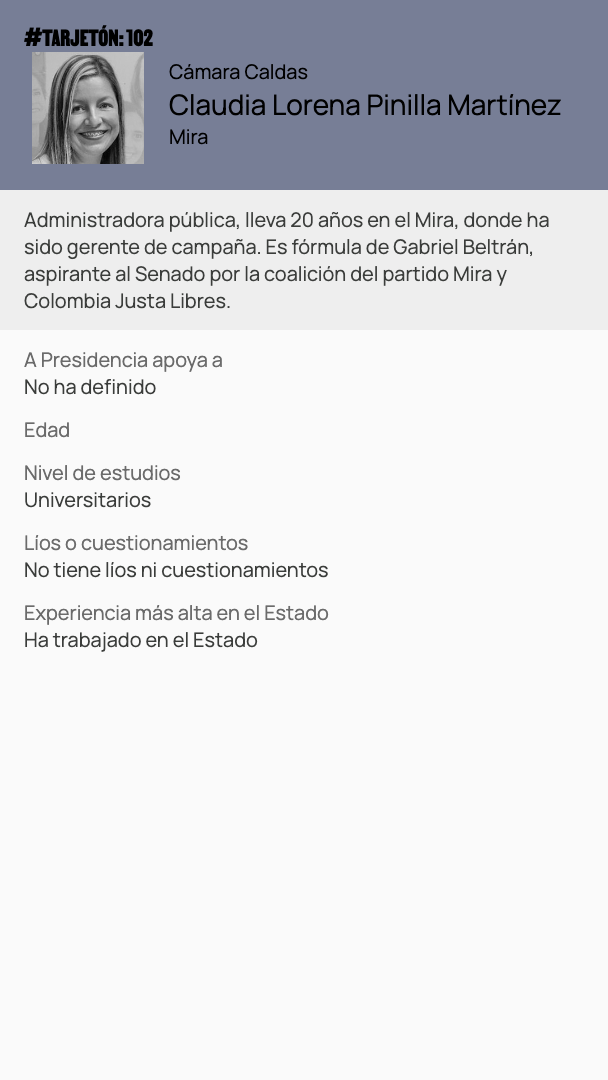 #TARJETÓN: 102
Cámara Caldas
Claudia Lorena Pinilla Martínez
Mira
Administradora pública, lleva 20 años en el Mira, donde ha
sido gerente de campaña. Es fórmula de Gabriel Beltrán,
aspirante al Senado por la coalición del partido Mira y
Colombia Justa Libres.
A Presidencia apoya a
No ha definido
Edad
Nivel de estudios
Universitarios
Líos o cuestionamientos
No tiene líos ni cuestionamientos
Experiencia más alta en el Estado
Ha trabajado en el Estado